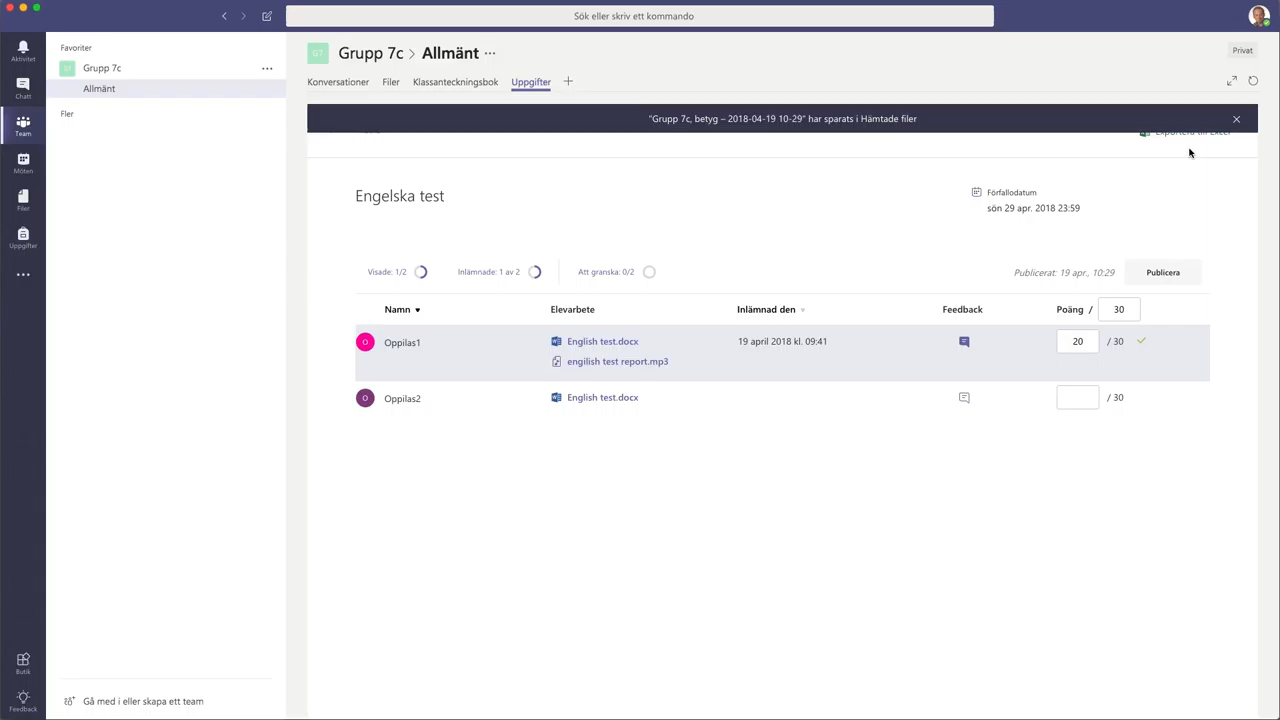 Sök eller skriv ett kommando
Aktivitet
Chatt
Team
Möten
Filer
Uppgifter
Butik
Feedback
Favoriter
G7
Grupp 7c
Allmänt
Fler
Gå med i eller skapa ett team
G7
Grupp 7c > Allmänt
Privat
Konversationer Filer Klassanteckningsbok Uppgifter
"Grupp 7c, betyg – 2018-04-19 10-29" har sparats i Hämtade filer
Exportera till Excel
Engelska test
Förfallodatum
sön 29 apr. 2018 23:59
Visade: 1/2 Inlämnade: 1 av 2 Att granska: 0/2 Publicerat: 19 apr., 10:29 Publicera
Namn Elevarbete Inlämnad den Feedback Poäng / 30
O Oppilas1 English test.docx 19 april 2018 kl. 09:41 20 / 30
engilish test report.mp3
O Oppilas2 English test.docx / 30